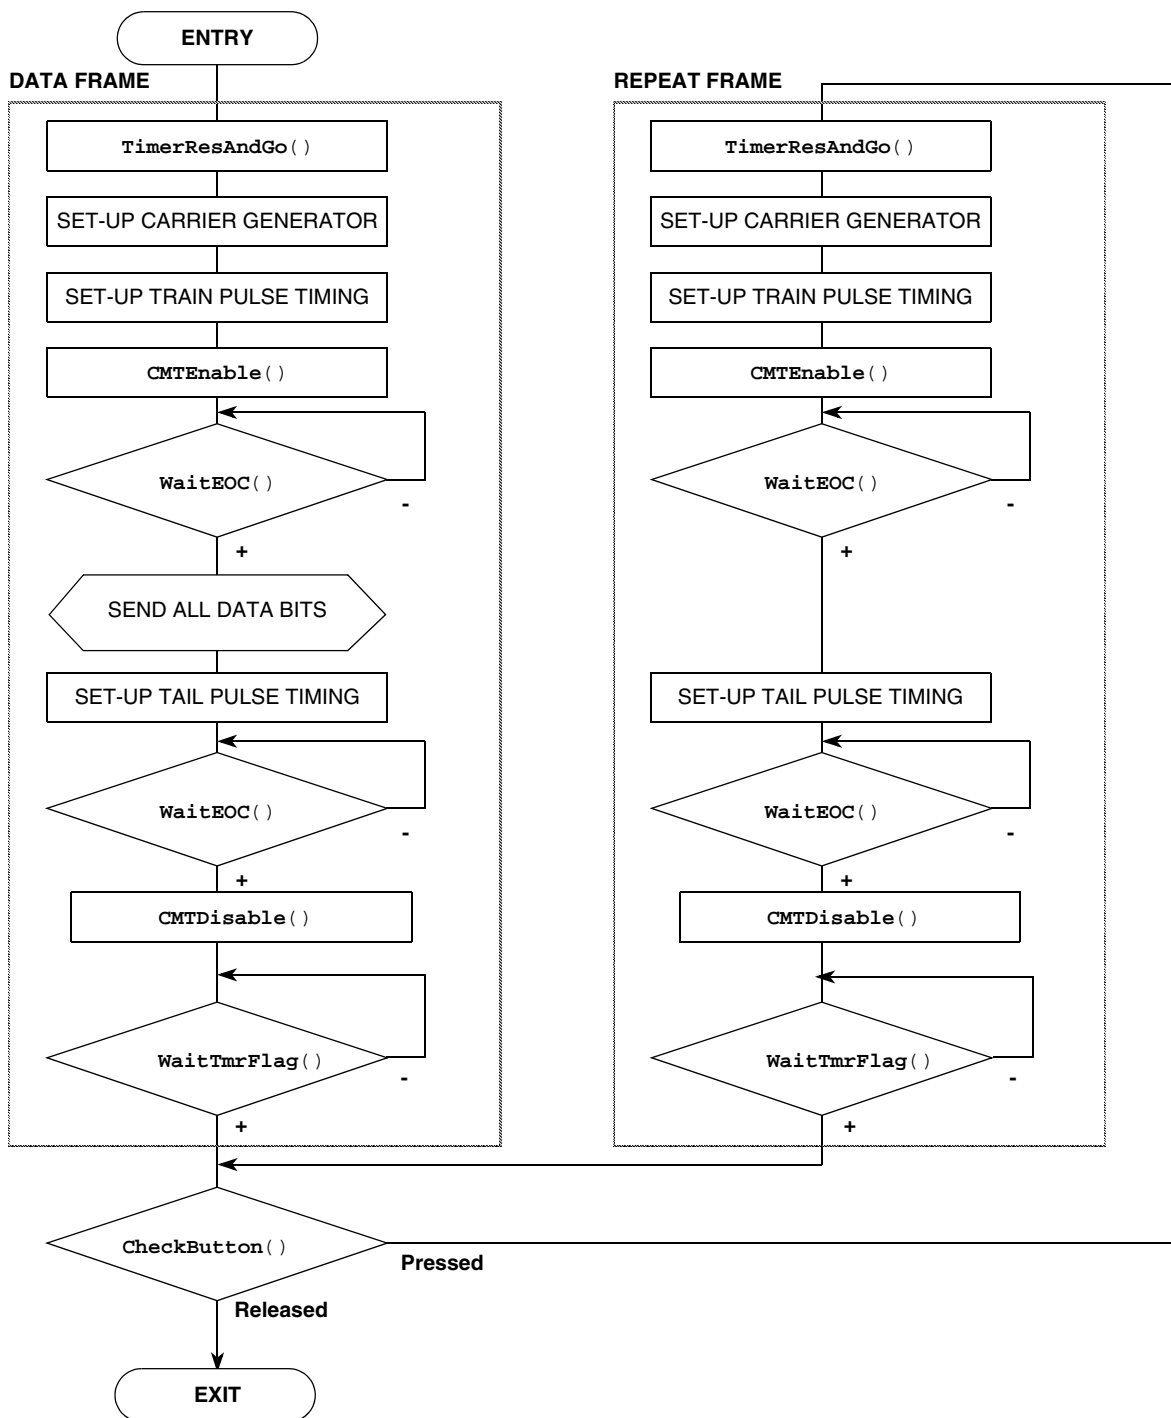 ENTRY
DATA FRAME
TimerResAndGo()
SET-UP CARRIER GENERATOR
SET-UP TRAIN PULSE TIMING
CMTEnable()
WaitEOC()
-
+
SEND ALL DATA BITS
SET-UP TAIL PULSE TIMING
WaitEOC()
-
+
CMTDisable()
WaitTmrFlag()
-
+
REPEAT FRAME
TimerResAndGo()
SET-UP CARRIER GENERATOR
SET-UP TRAIN PULSE TIMING
CMTEnable()
WaitEOC()
-
+
SET-UP TAIL PULSE TIMING
WaitEOC()
-
+
CMTDisable()
WaitTmrFlag()
-
+
CheckButton()
Pressed
Released
EXIT